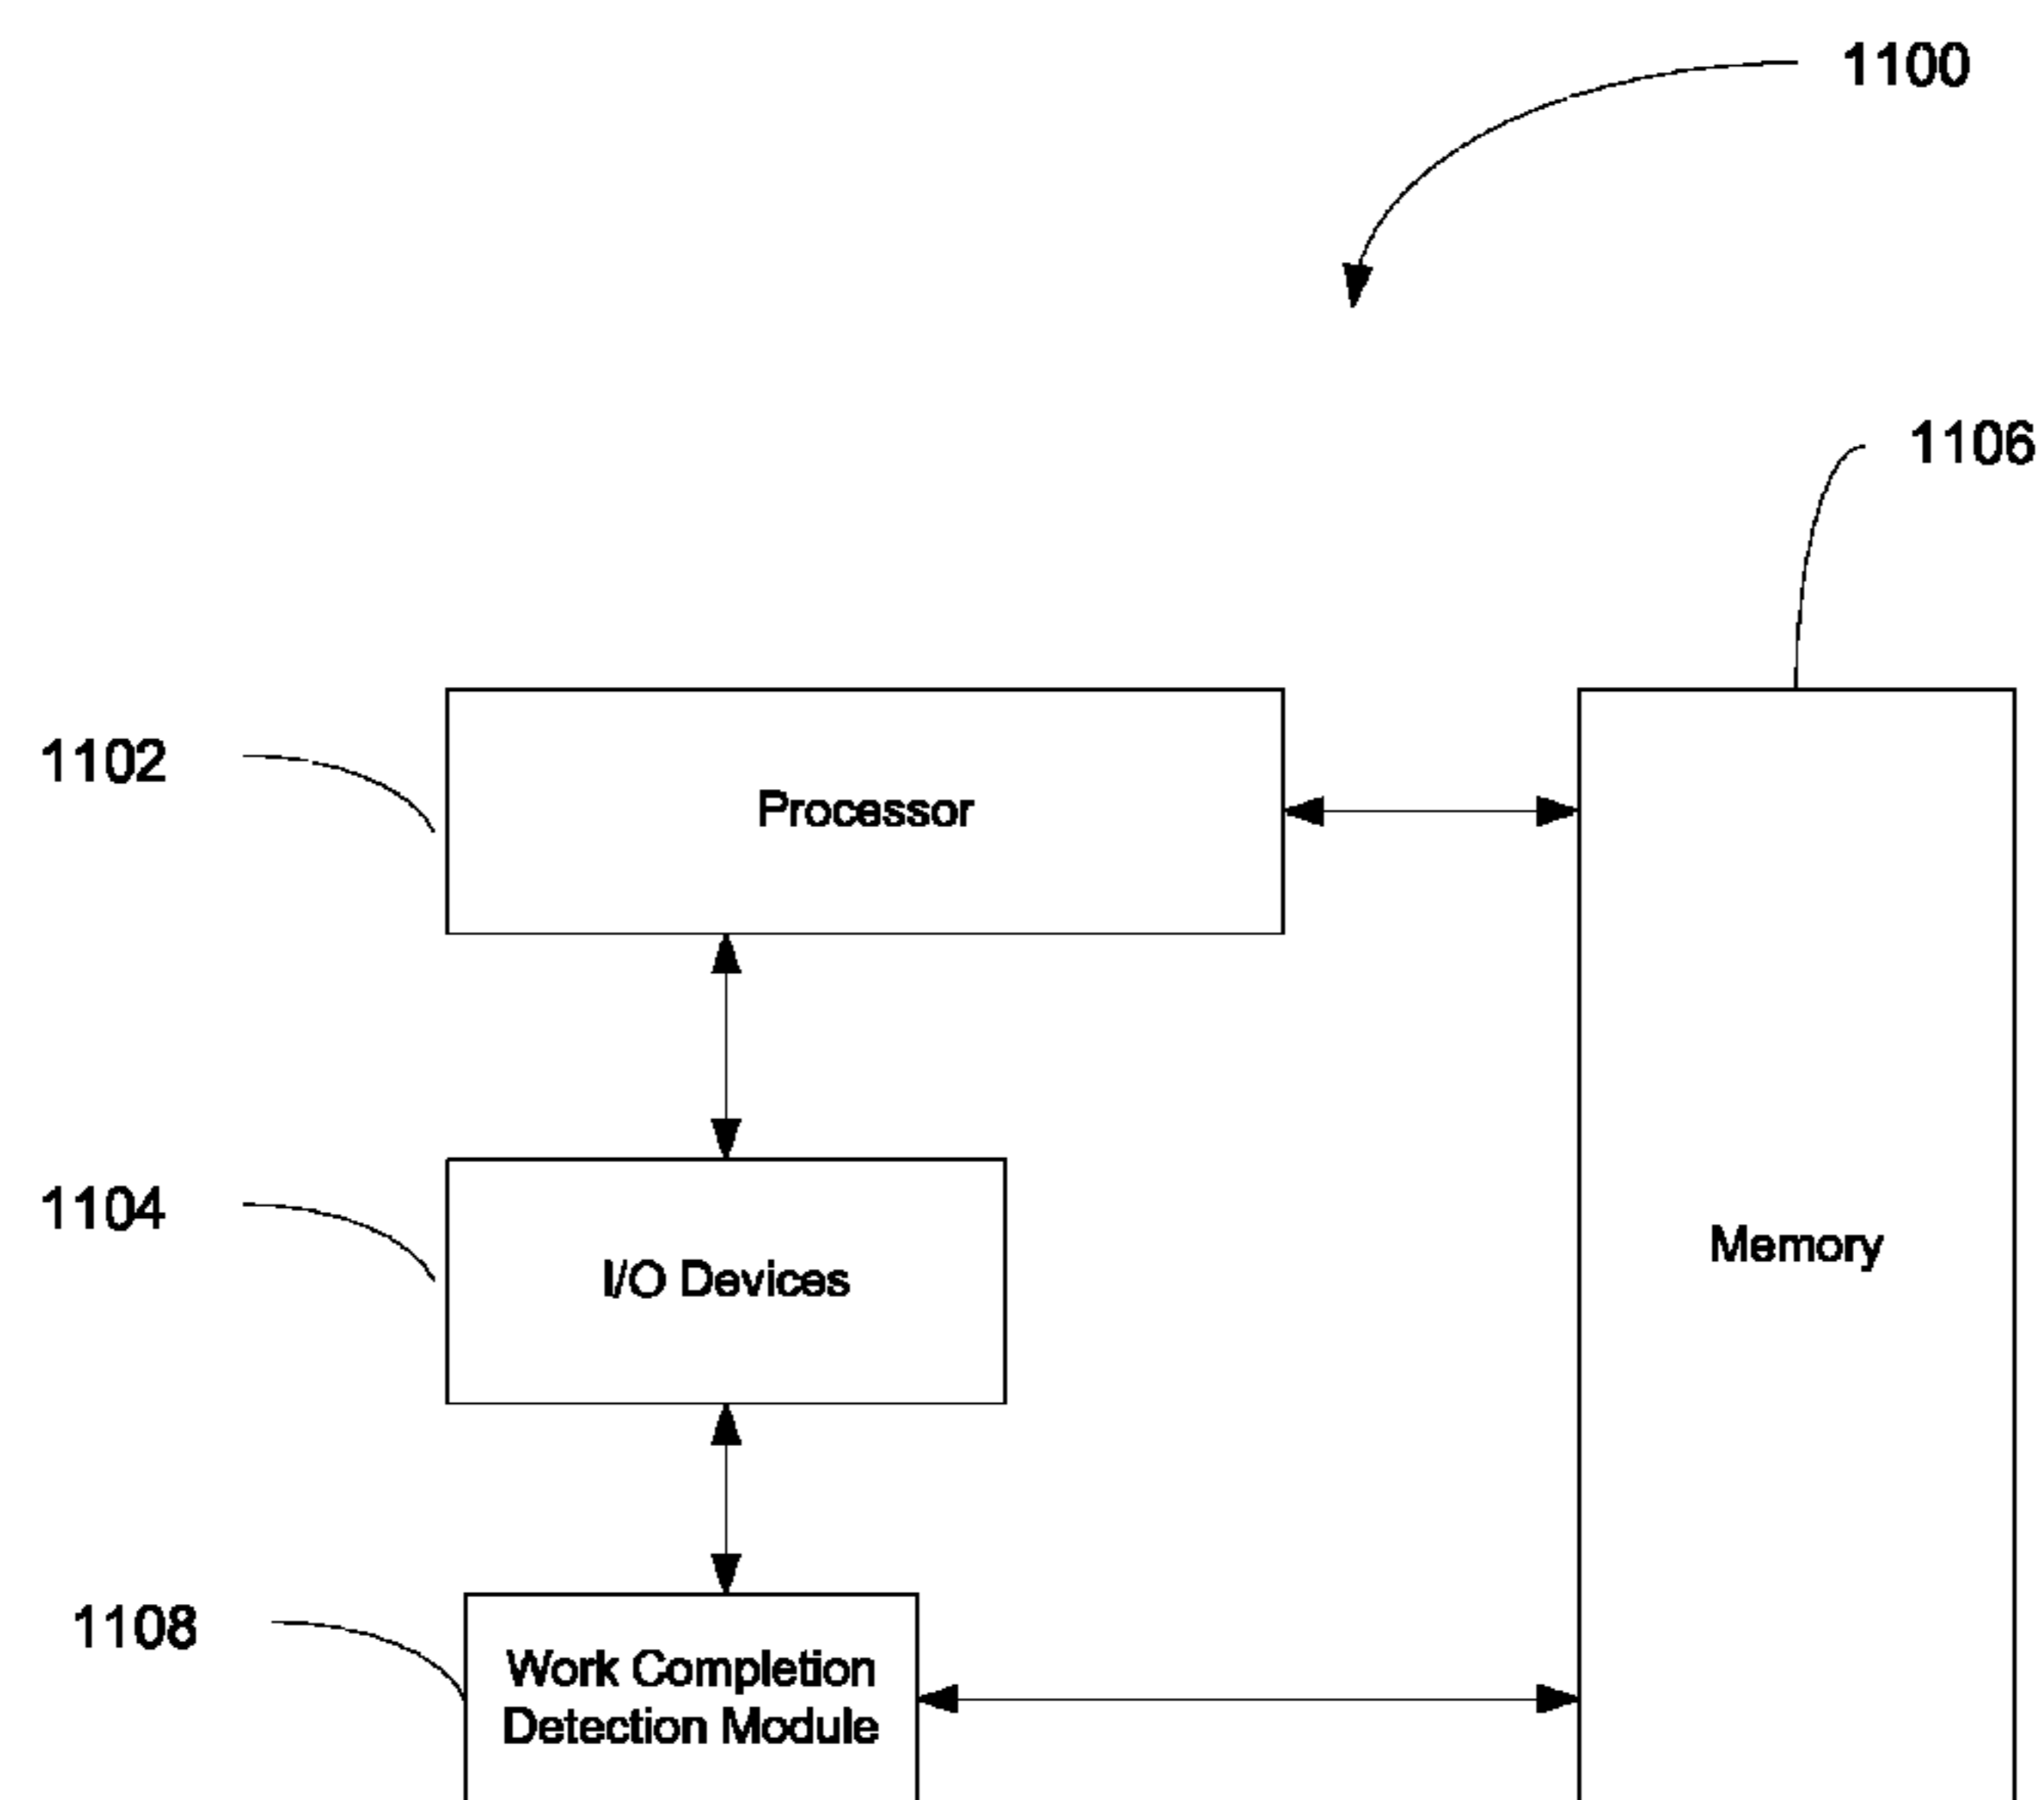 1100
1106
1102
Processor
1104
I/O Devices
Memory
1108
Work Completion
Detection Module